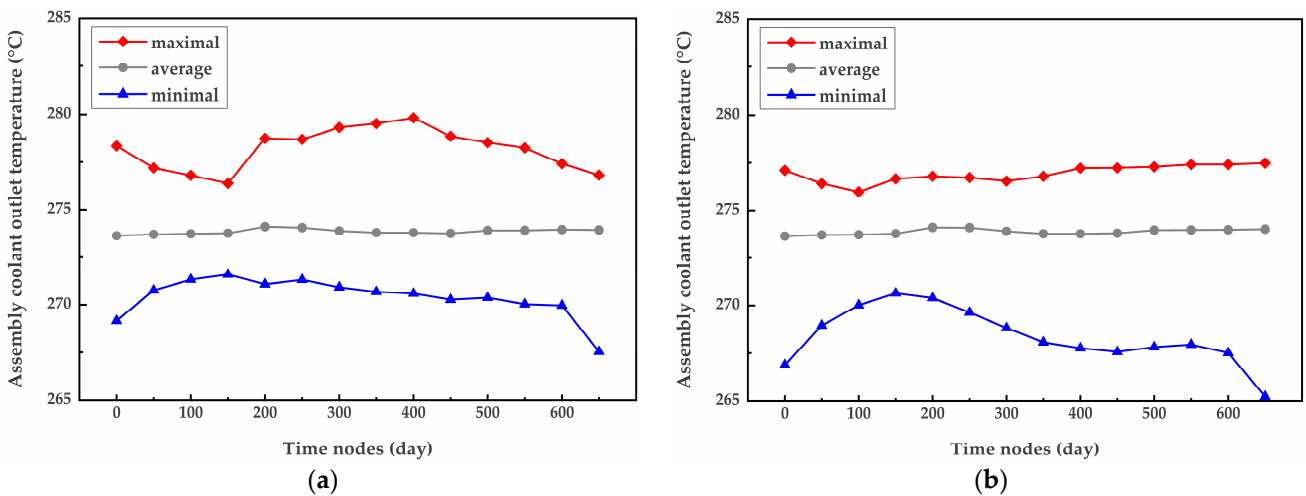 285
280
275
270
265
Assembly coolant outlet temperature (°C)
maximal
average
minimal
0 100 200 300 400 500 600
Time nodes (day)
(a)
285
280
275
270
265
Assembly coolant outlet temperature (°C)
maximal
average
minimal
0 100 200 300 400 500 600
Time nodes (day)
(b)